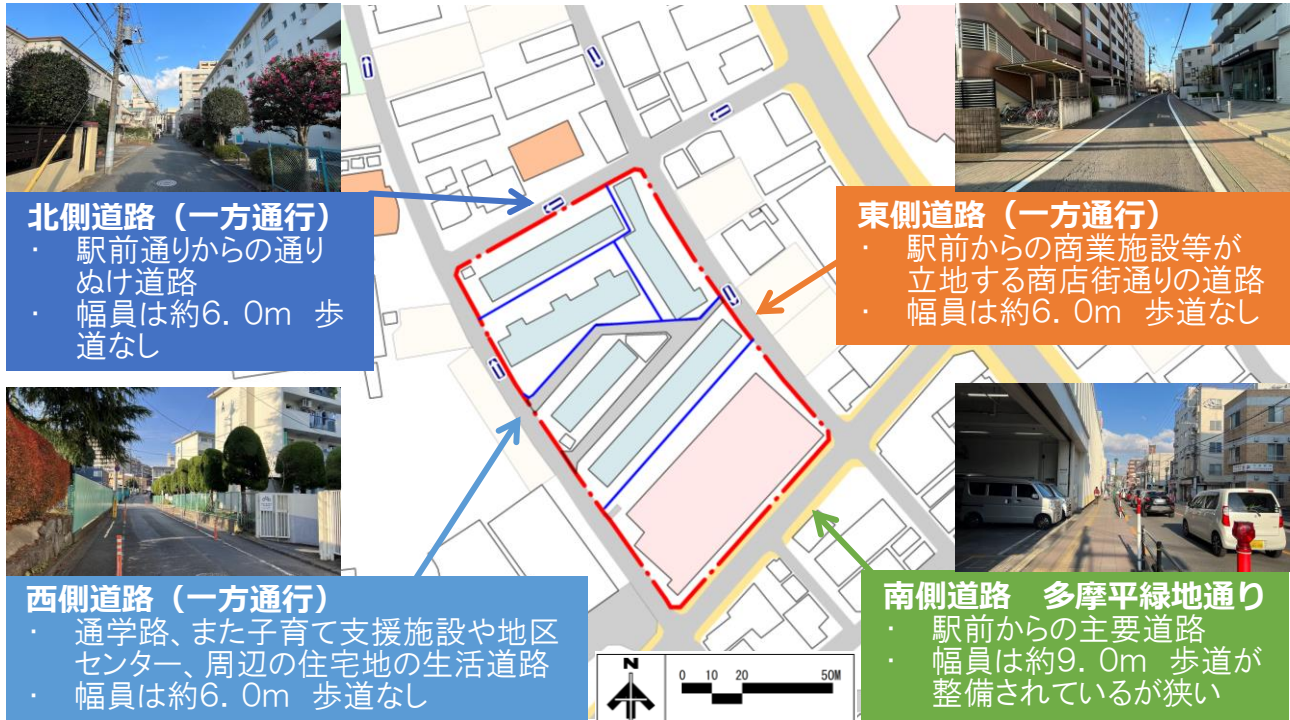 北側道路（一方通行）
・ 駅前通りからの通り
ぬけ道路
・ 幅員は約6．0m 歩
道なし
東側道路（一方通行）
・ 駅前からの商業施設等が
立地する商店街通りの道路
・ 幅員は約6．0m 歩道なし
西側道路（一方通行）
・ 通学路、また子育て支援施設や地区
センター、周辺の住宅地の生活道路
・ 幅員は約6．0m 歩道なし
南側道路 多摩平緑地通り
・ 駅前からの主要道路
・ 幅員は約9．0m 歩道が
整備されているが狭い
N
0 10 20 50M